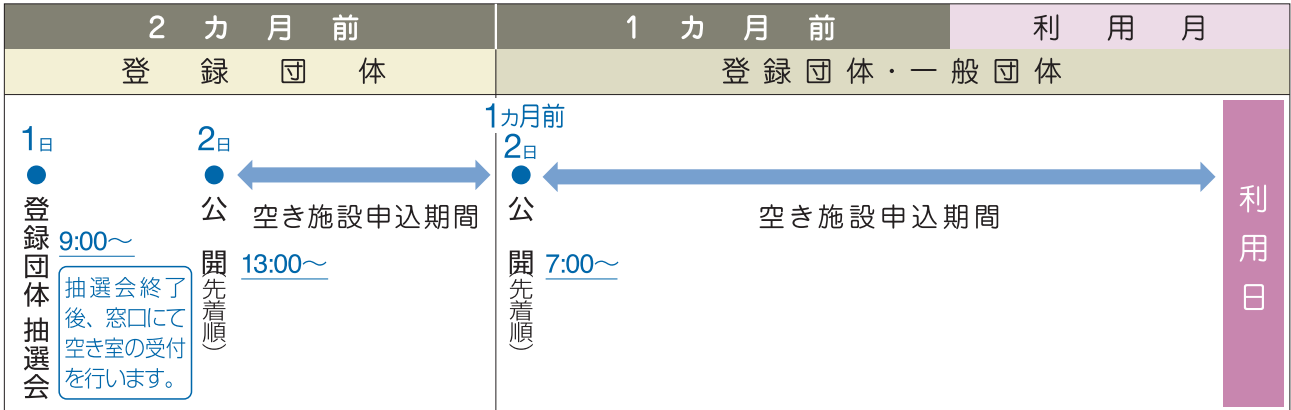 2カ月前
1カ月前
利用月
登録団体
登録団体・一般団体
1日
登録団体 抽選会
9:00～
抽選会終了
後、窓口にて
空き室の受付
を行います。
2日
公開(先着順)
13:00～
空き施設申込期間
1カ月前
2日
公開(先着順)
7:00～
空き施設申込期間
利用日